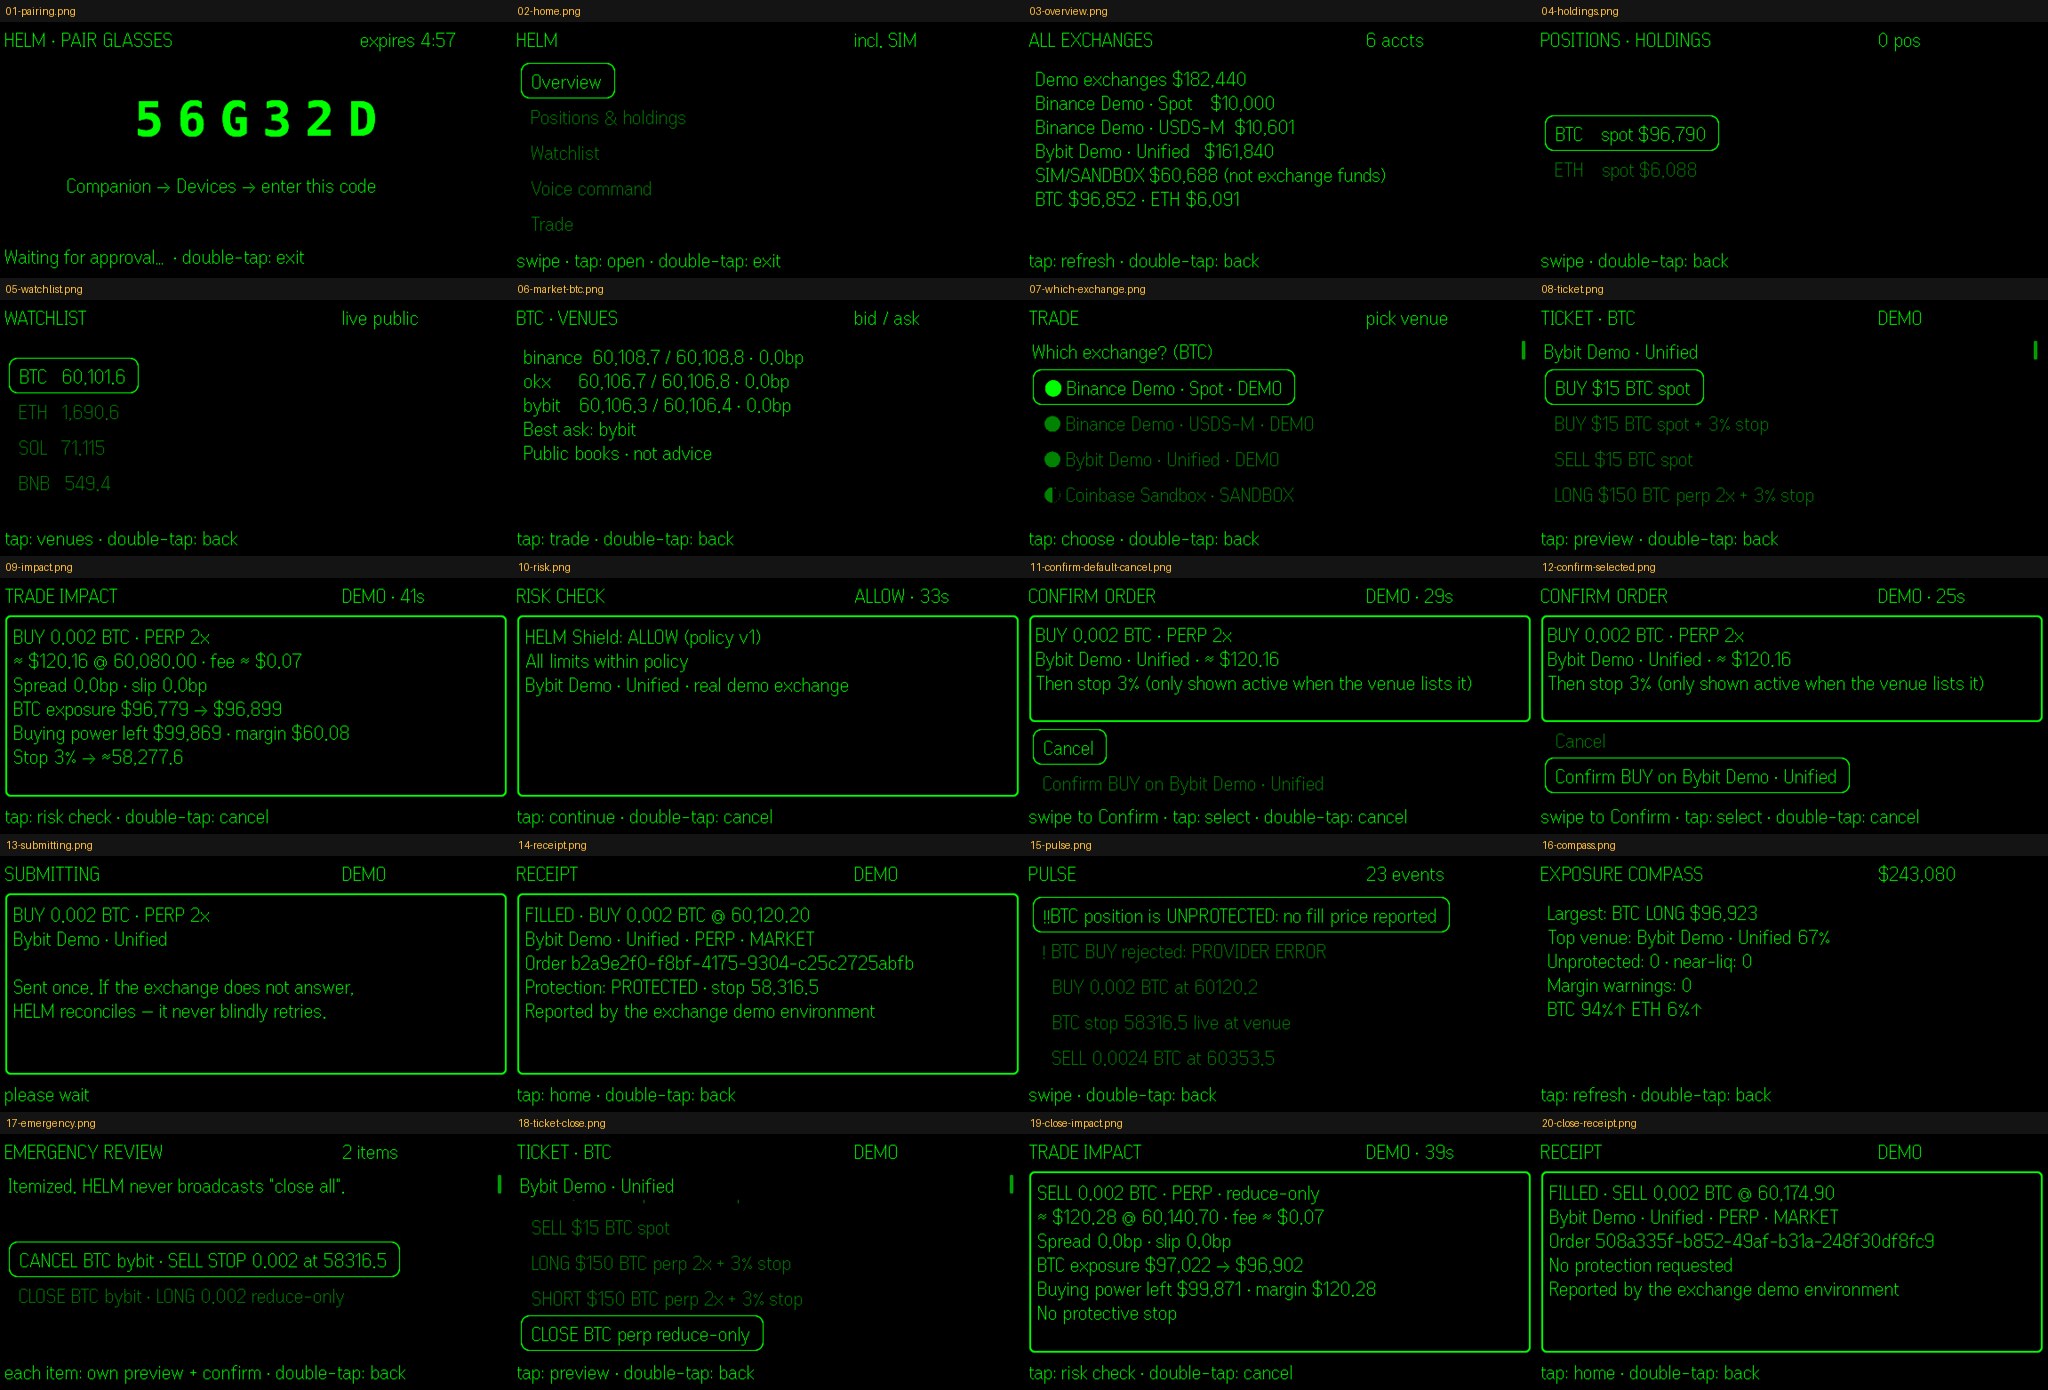 01-pairing.png
HELM · PAIR GLASSES expires 4:57
56G32D
Companion → Devices → enter this code
Waiting for approval... · double-tap: exit
02-home.png
HELM incl. SIM
Overview
Positions & holdings
Watchlist
Voice command
Trade
swipe · tap: open · double-tap: exit
03-overview.png
ALL EXCHANGES 6 accts
Demo exchanges $182,440
Binance Demo · Spot $10,000
Binance Demo · USDS-M $10,601
Bybit Demo · Unified $161,840
SIM/SANDBOX $60,688 (not exchange funds)
BTC $96,852 · ETH $6,091
tap: refresh · double-tap: back
04-holdings.png
POSITIONS · HOLDINGS 0 pos
BTC spot $96,790
ETH spot $6,088
swipe · double-tap: back
05-watchlist.png
WATCHLIST live public
BTC 60,101.6
ETH 1,690.6
SOL 71.115
BNB 549.4
tap: venues · double-tap: back
06-market-btc.png
BTC · VENUES bid / ask
binance 60,108.7 / 60,108.8 · 0.0bp
okx 60,106.7 / 60,106.8 · 0.0bp
bybit 60,106.3 / 60,106.4 · 0.0bp
Best ask: bybit
Public books · not advice
tap: trade · double-tap: back
07-which-exchange.png
TRADE pick venue
Which exchange? (BTC)
● Binance Demo · Spot · DEMO
● Binance Demo · USDS-M · DEMO
● Bybit Demo · Unified · DEMO
◐ Coinbase Sandbox · SANDBOX
tap: choose · double-tap: back
08-ticket.png
TICKET · BTC DEMO
Bybit Demo · Unified
BUY $15 BTC spot
BUY $15 BTC spot + 3% stop
SELL $15 BTC spot
LONG $150 BTC perp 2x + 3% stop
tap: preview · double-tap: back
09-impact.png
TRADE IMPACT DEMO · 41s
BUY 0.002 BTC · PERP 2x
≈ $120.16 @ 60,080.00 · fee ≈ $0.07
Spread 0.0bp · slip 0.0bp
BTC exposure $96,779 → $96,899
Buying power left $99,869 · margin $60.08
Stop 3% → ≈58,277.6
tap: risk check · double-tap: cancel
10-risk.png
RISK CHECK ALLOW · 33s
HELM Shield: ALLOW (policy v1)
All limits within policy
Bybit Demo · Unified · real demo exchange
tap: continue · double-tap: cancel
11-confirm-default-cancel.png
CONFIRM ORDER DEMO · 29s
BUY 0.002 BTC · PERP 2x
Bybit Demo · Unified · ≈ $120.16
Then stop 3% (only shown active when the venue lists it)
Cancel
Confirm BUY on Bybit Demo · Unified
swipe to Confirm · tap: select · double-tap: cancel
12-confirm-selected.png
CONFIRM ORDER DEMO · 25s
BUY 0.002 BTC · PERP 2x
Bybit Demo · Unified · ≈ $120.16
Then stop 3% (only shown active when the venue lists it)
Cancel
Confirm BUY on Bybit Demo · Unified
swipe to Confirm · tap: select · double-tap: cancel
13-submitting.png
SUBMITTING DEMO
BUY 0.002 BTC · PERP 2x
Bybit Demo · Unified
Sent once. If the exchange does not answer,
HELM reconciles — it never blindly retries.
please wait
14-receipt.png
RECEIPT DEMO
FILLED · BUY 0.002 BTC @ 60,120.20
Bybit Demo · Unified · PERP · MARKET
Order b2a9e2f0-f8bf-4175-9304-c25c2725abfb
Protection: PROTECTED · stop 58,316.5
Reported by the exchange demo environment
tap: home · double-tap: back
15-pulse.png
PULSE 23 events
!!BTC position is UNPROTECTED: no fill price reported
! BTC BUY rejected: PROVIDER ERROR
BUY 0.002 BTC at 60120.2
BTC stop 58316.5 live at venue
SELL 0.0024 BTC at 60353.5
swipe · double-tap: back
16-compass.png
EXPOSURE COMPASS $243,080
Largest: BTC LONG $96,923
Top venue: Bybit Demo · Unified 67%
Unprotected: 0 · near-liq: 0
Margin warnings: 0
BTC 94%↑ ETH 6%↑
tap: refresh · double-tap: back
17-emergency.png
EMERGENCY REVIEW 2 items
Itemized. HELM never broadcasts "close all".
CANCEL BTC bybit · SELL STOP 0.002 at 58316.5
CLOSE BTC bybit · LONG 0.002 reduce-only
each item: own preview + confirm · double-tap: back
18-ticket-close.png
TICKET · BTC DEMO
Bybit Demo · Unified
SELL $15 BTC spot
LONG $150 BTC perp 2x + 3% stop
SHORT $150 BTC perp 2x + 3% stop
CLOSE BTC perp reduce-only
tap: preview · double-tap: back
19-close-impact.png
TRADE IMPACT DEMO · 39s
SELL 0.002 BTC · PERP · reduce-only
≈ $120.28 @ 60,140.70 · fee ≈ $0.07
Spread 0.0bp · slip 0.0bp
BTC exposure $97,022 → $96,902
Buying power left $99,871 · margin $120.28
No protective stop
tap: risk check · double-tap: cancel
20-close-receipt.png
RECEIPT DEMO
FILLED · SELL 0.002 BTC @ 60,174.90
Bybit Demo · Unified · PERP · MARKET
Order 508a335f-b852-49af-b31a-248f30df8fc9
No protection requested
Reported by the exchange demo environment
tap: home · double-tap: back